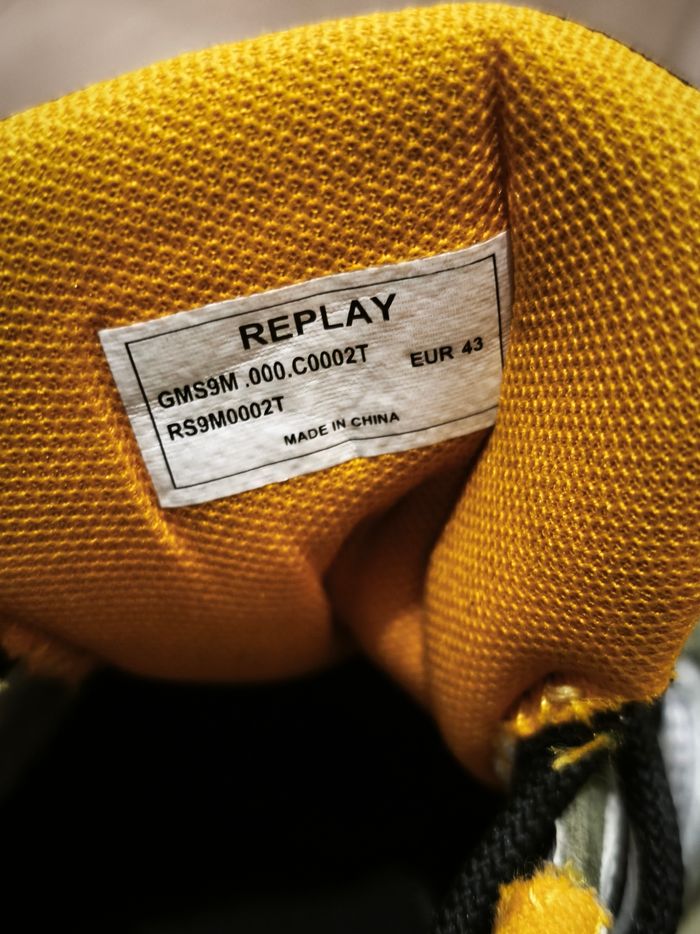 REPLAY
GMS9M .000.C0002T EUR 43
RS9M0002T
MADE IN CHINA